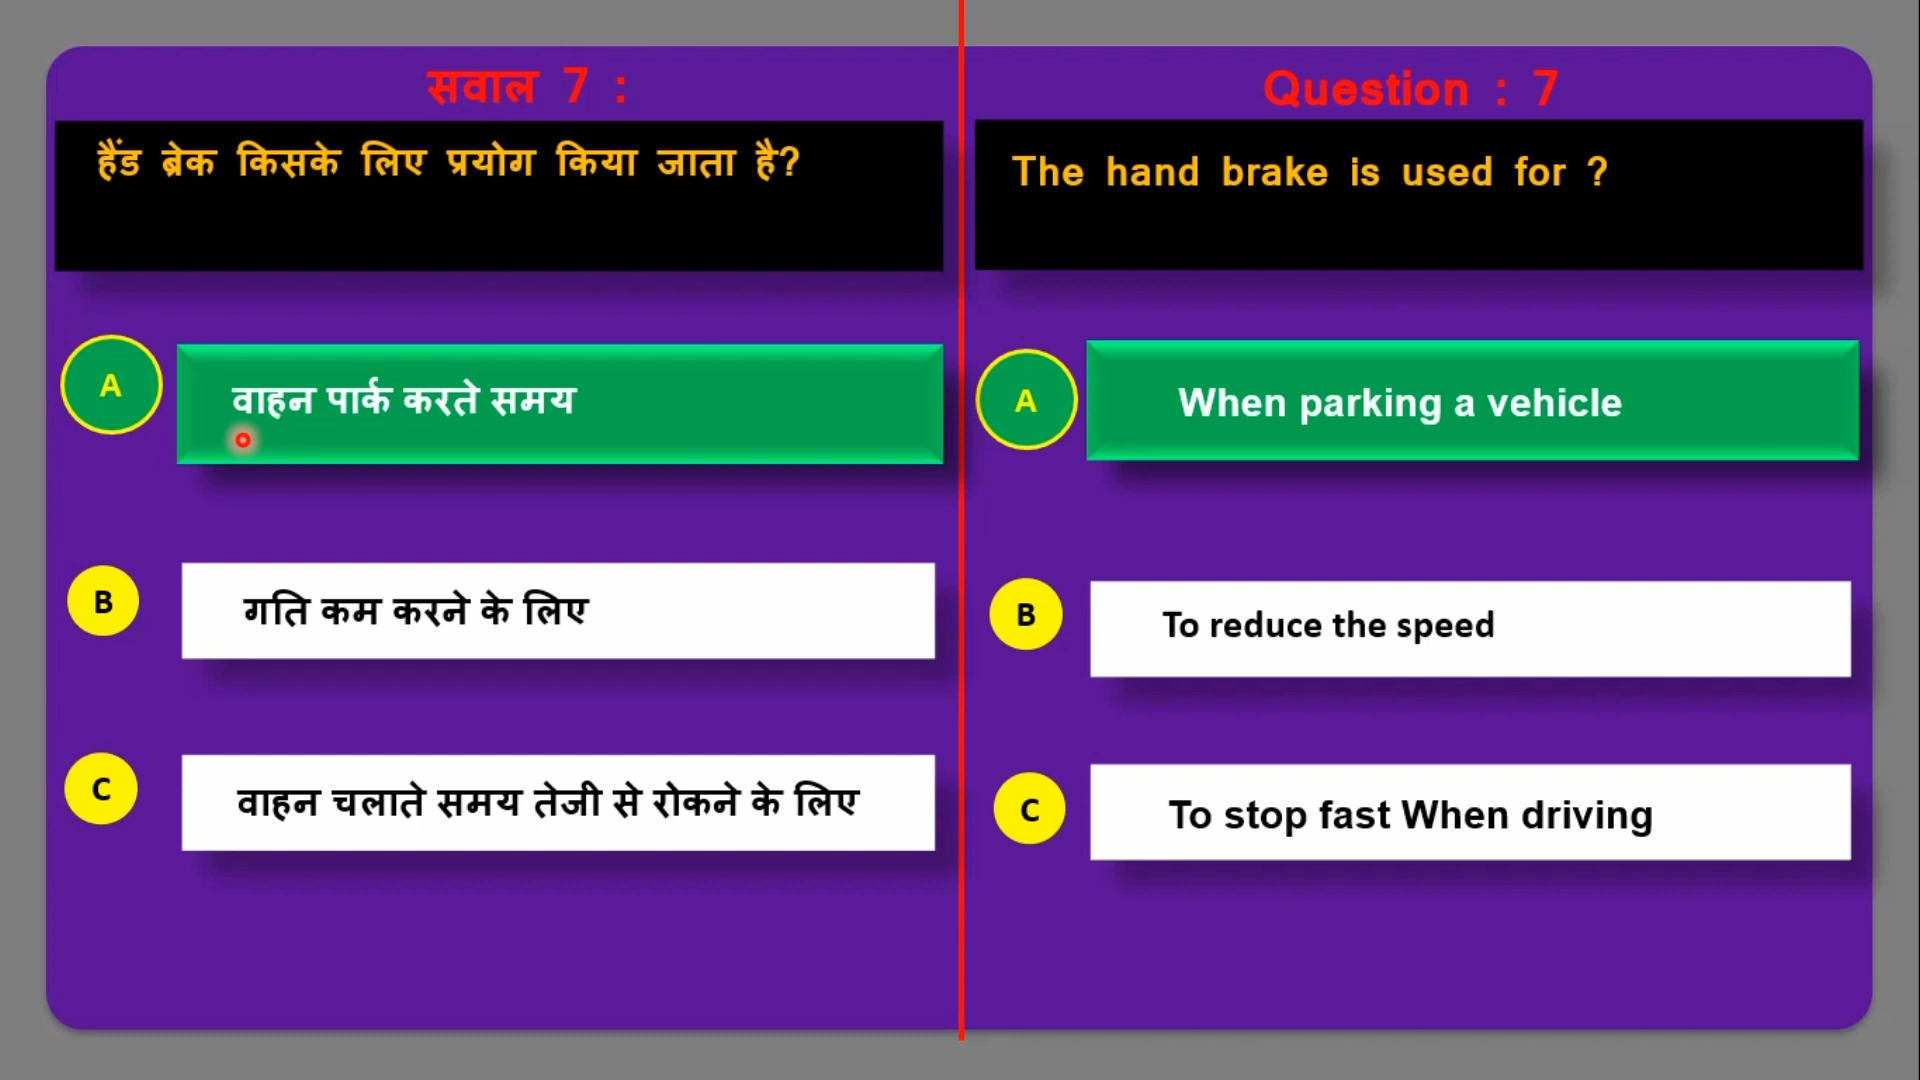 सवाल 7 :
हैंड ब्रेक किसके लिए प्रयोग किया जाता है?
A
वाहन पार्क करते समय
B
गति कम करने के लिए
C
वाहन चलाते समय तेजी से रोकने के लिए
Question : 7
The hand brake is used for ?
A
When parking a vehicle
B
To reduce the speed
C
To stop fast When driving